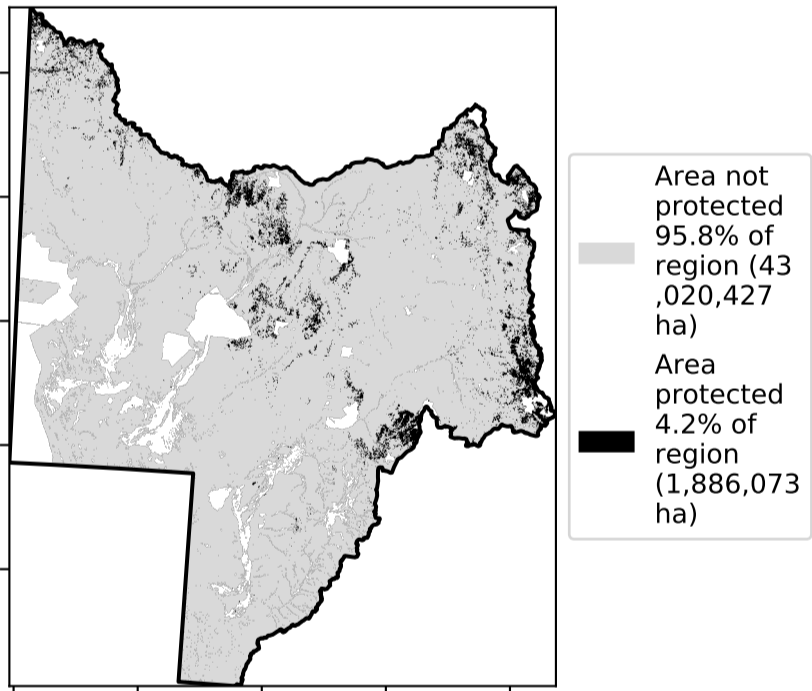 Area not
protected
95.8% of
region (43
,020,427
ha)
Area
protected
4.2% of
region
(1,886,073
ha)